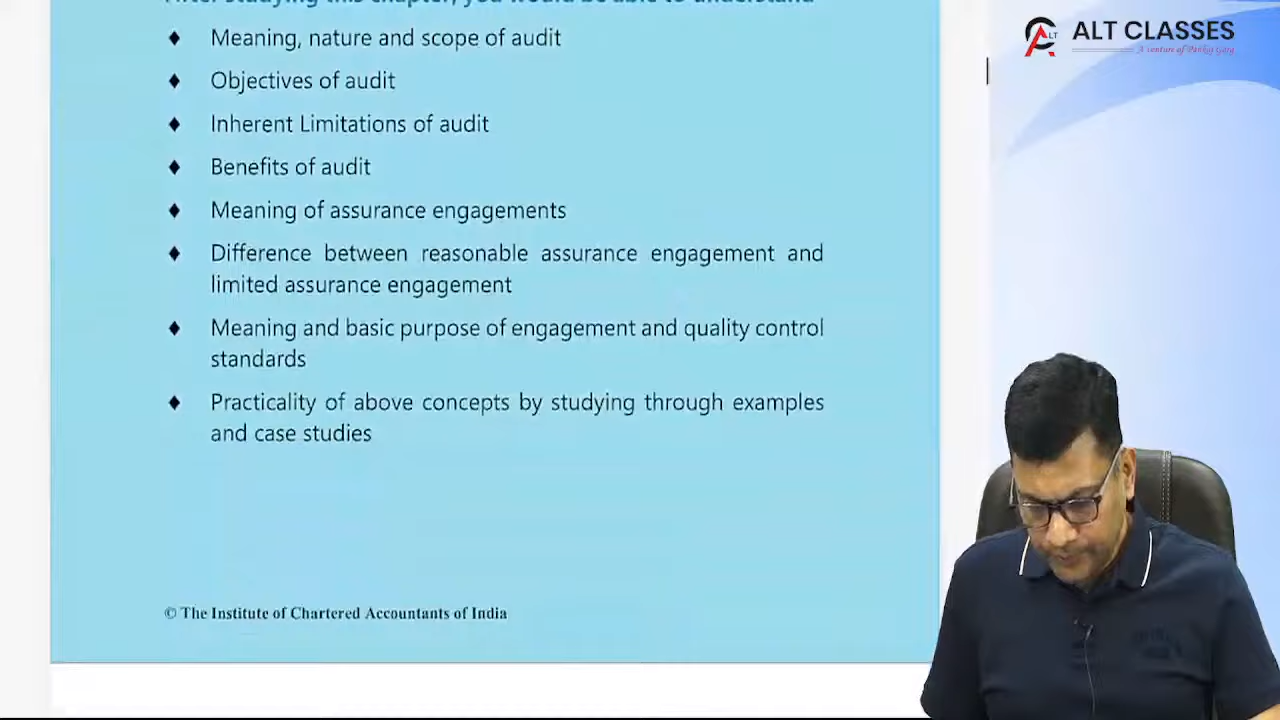 After studying this chapter, you would be able to understand
♦ Meaning, nature and scope of audit
♦ Objectives of audit
♦ Inherent Limitations of audit
♦ Benefits of audit
♦ Meaning of assurance engagements
♦ Difference between reasonable assurance engagement and
limited assurance engagement
♦ Meaning and basic purpose of engagement and quality control
standards
♦ Practicality of above concepts by studying through examples
and case studies
© The Institute of Chartered Accountants of India
ALT
ALT CLASSES
A venture of Pankaj Garg